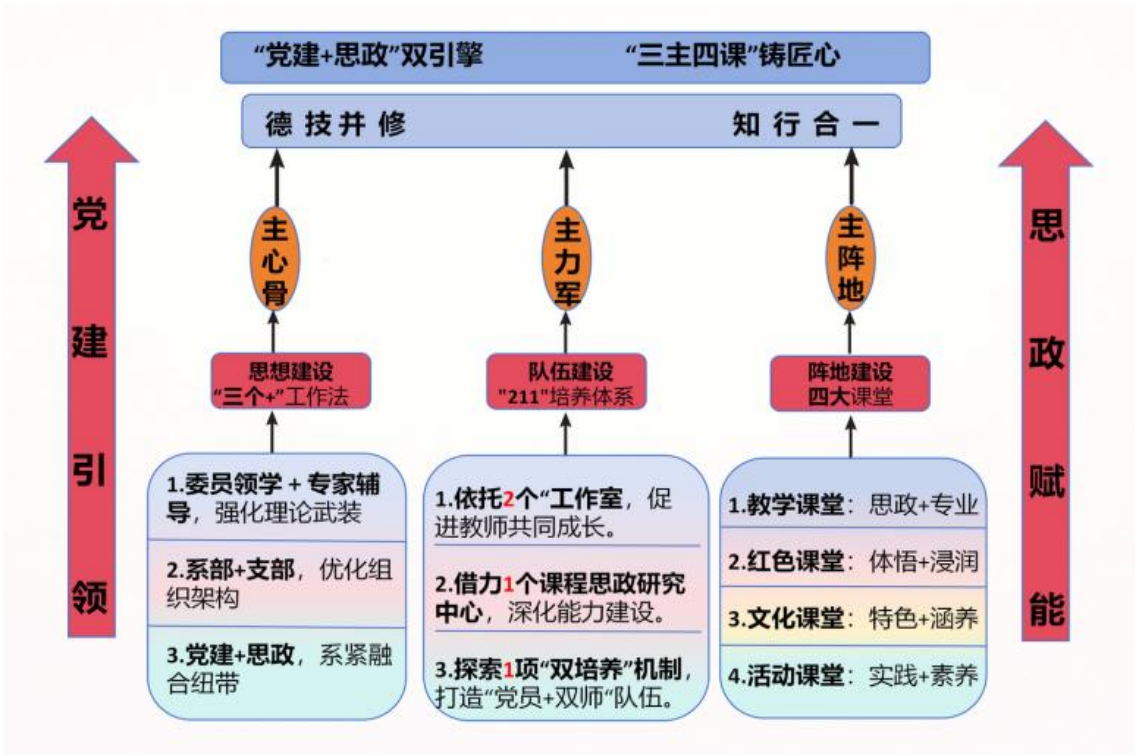 “党建+思政”双引擎 “三主四课”铸匠心
德技并修 知行合一
党建引领
思政赋能
主心骨
主力军
主阵地
思想建设
“三个+”工作法
队伍建设
"211"培养体系
阵地建设
四大课堂
1.委员领学 + 专家辅
导，强化理论武装
2.系部+支部，优化组
织架构
3.党建+思政，系紧融
合纽带
1.依托2个“工作室，促
进教师共同成长。
2.借力1个课程思政研究
中心，深化能力建设。
3.探索1项“双培养”机制，
打造“党员+双师“队伍。
1.教学课堂：思政+专业
2.红色课堂：体悟+浸润
3.文化课堂：特色+涵养
4.活动课堂：实践+素养